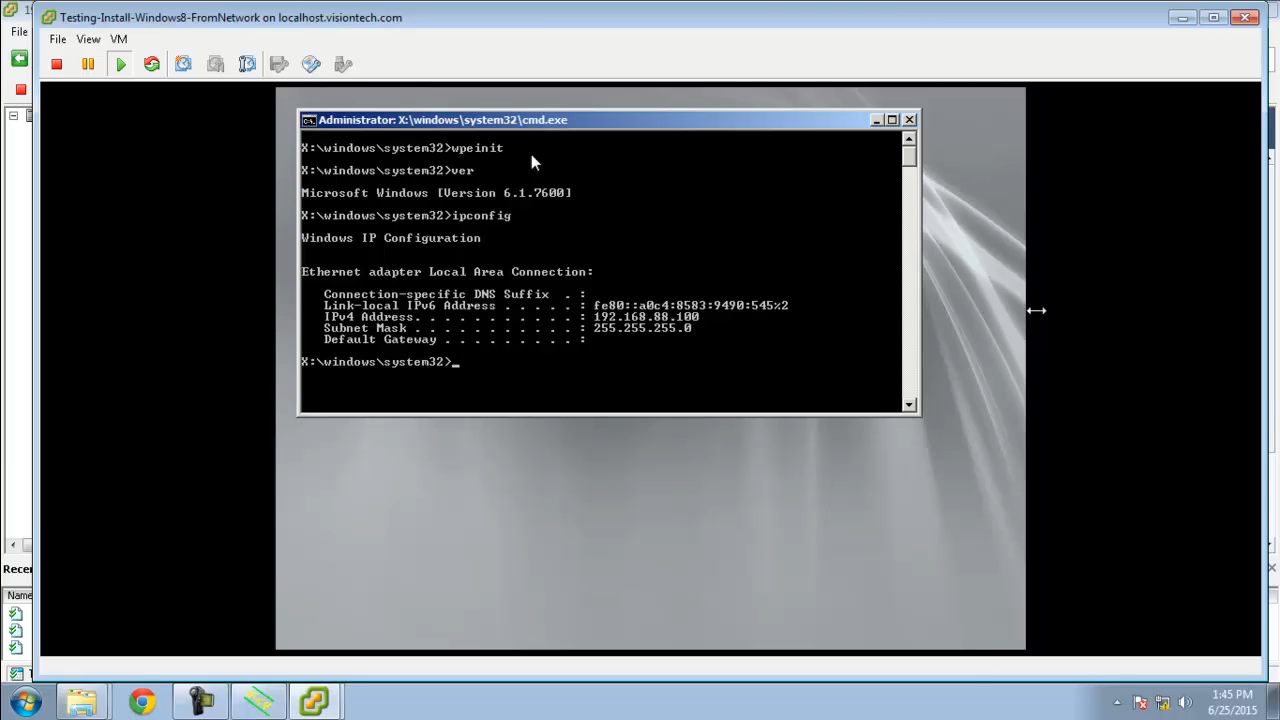 Testing-Install-Windows8-FromNetwork on localhost.visiontech.com
File
File View VM
Administrator: X:\windows\system32\cmd.exe
X:\windows\system32>wpeinit
X:\windows\system32>ver
Microsoft Windows [Version 6.1.7600]
X:\windows\system32>ipconfig
Windows IP Configuration
Ethernet adapter Local Area Connection:
Connection-specific DNS Suffix . :
Link-local IPv6 Address . . . . . : fe80::a0c4:8583:9490:545%2
IPv4 Address. . . . . . . . . . . : 192.168.88.100
Subnet Mask . . . . . . . . . . . : 255.255.255.0
Default Gateway . . . . . . . . . :
X:\windows\system32>_
Recen
Name
1:45 PM
6/25/2015